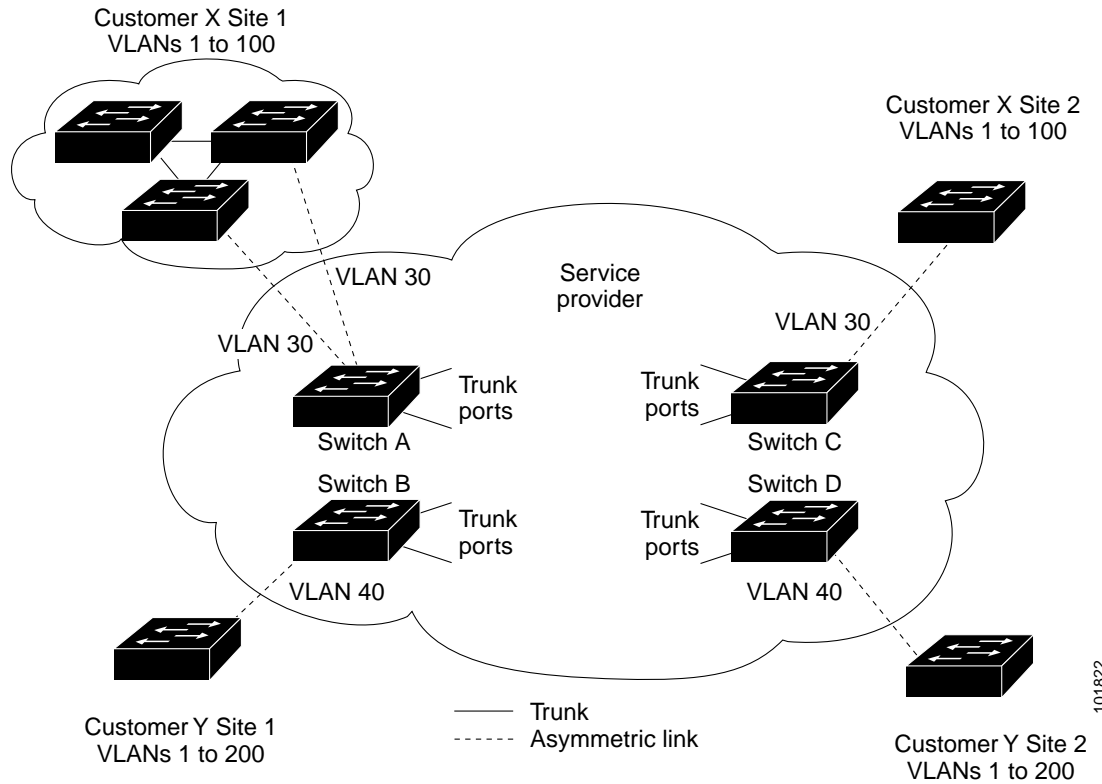 Customer X Site 1
VLANs 1 to 100
Customer X Site 2
VLANs 1 to 100
VLAN 30
Service
provider
VLAN 30
VLAN 30
Trunk
ports
Trunk
ports
Switch A
Switch C
Switch B
Switch D
Trunk
ports
Trunk
ports
VLAN 40
VLAN 40
Customer Y Site 1
VLANs 1 to 200
Trunk
Asymmetric link
Customer Y Site 2
VLANs 1 to 200
101822